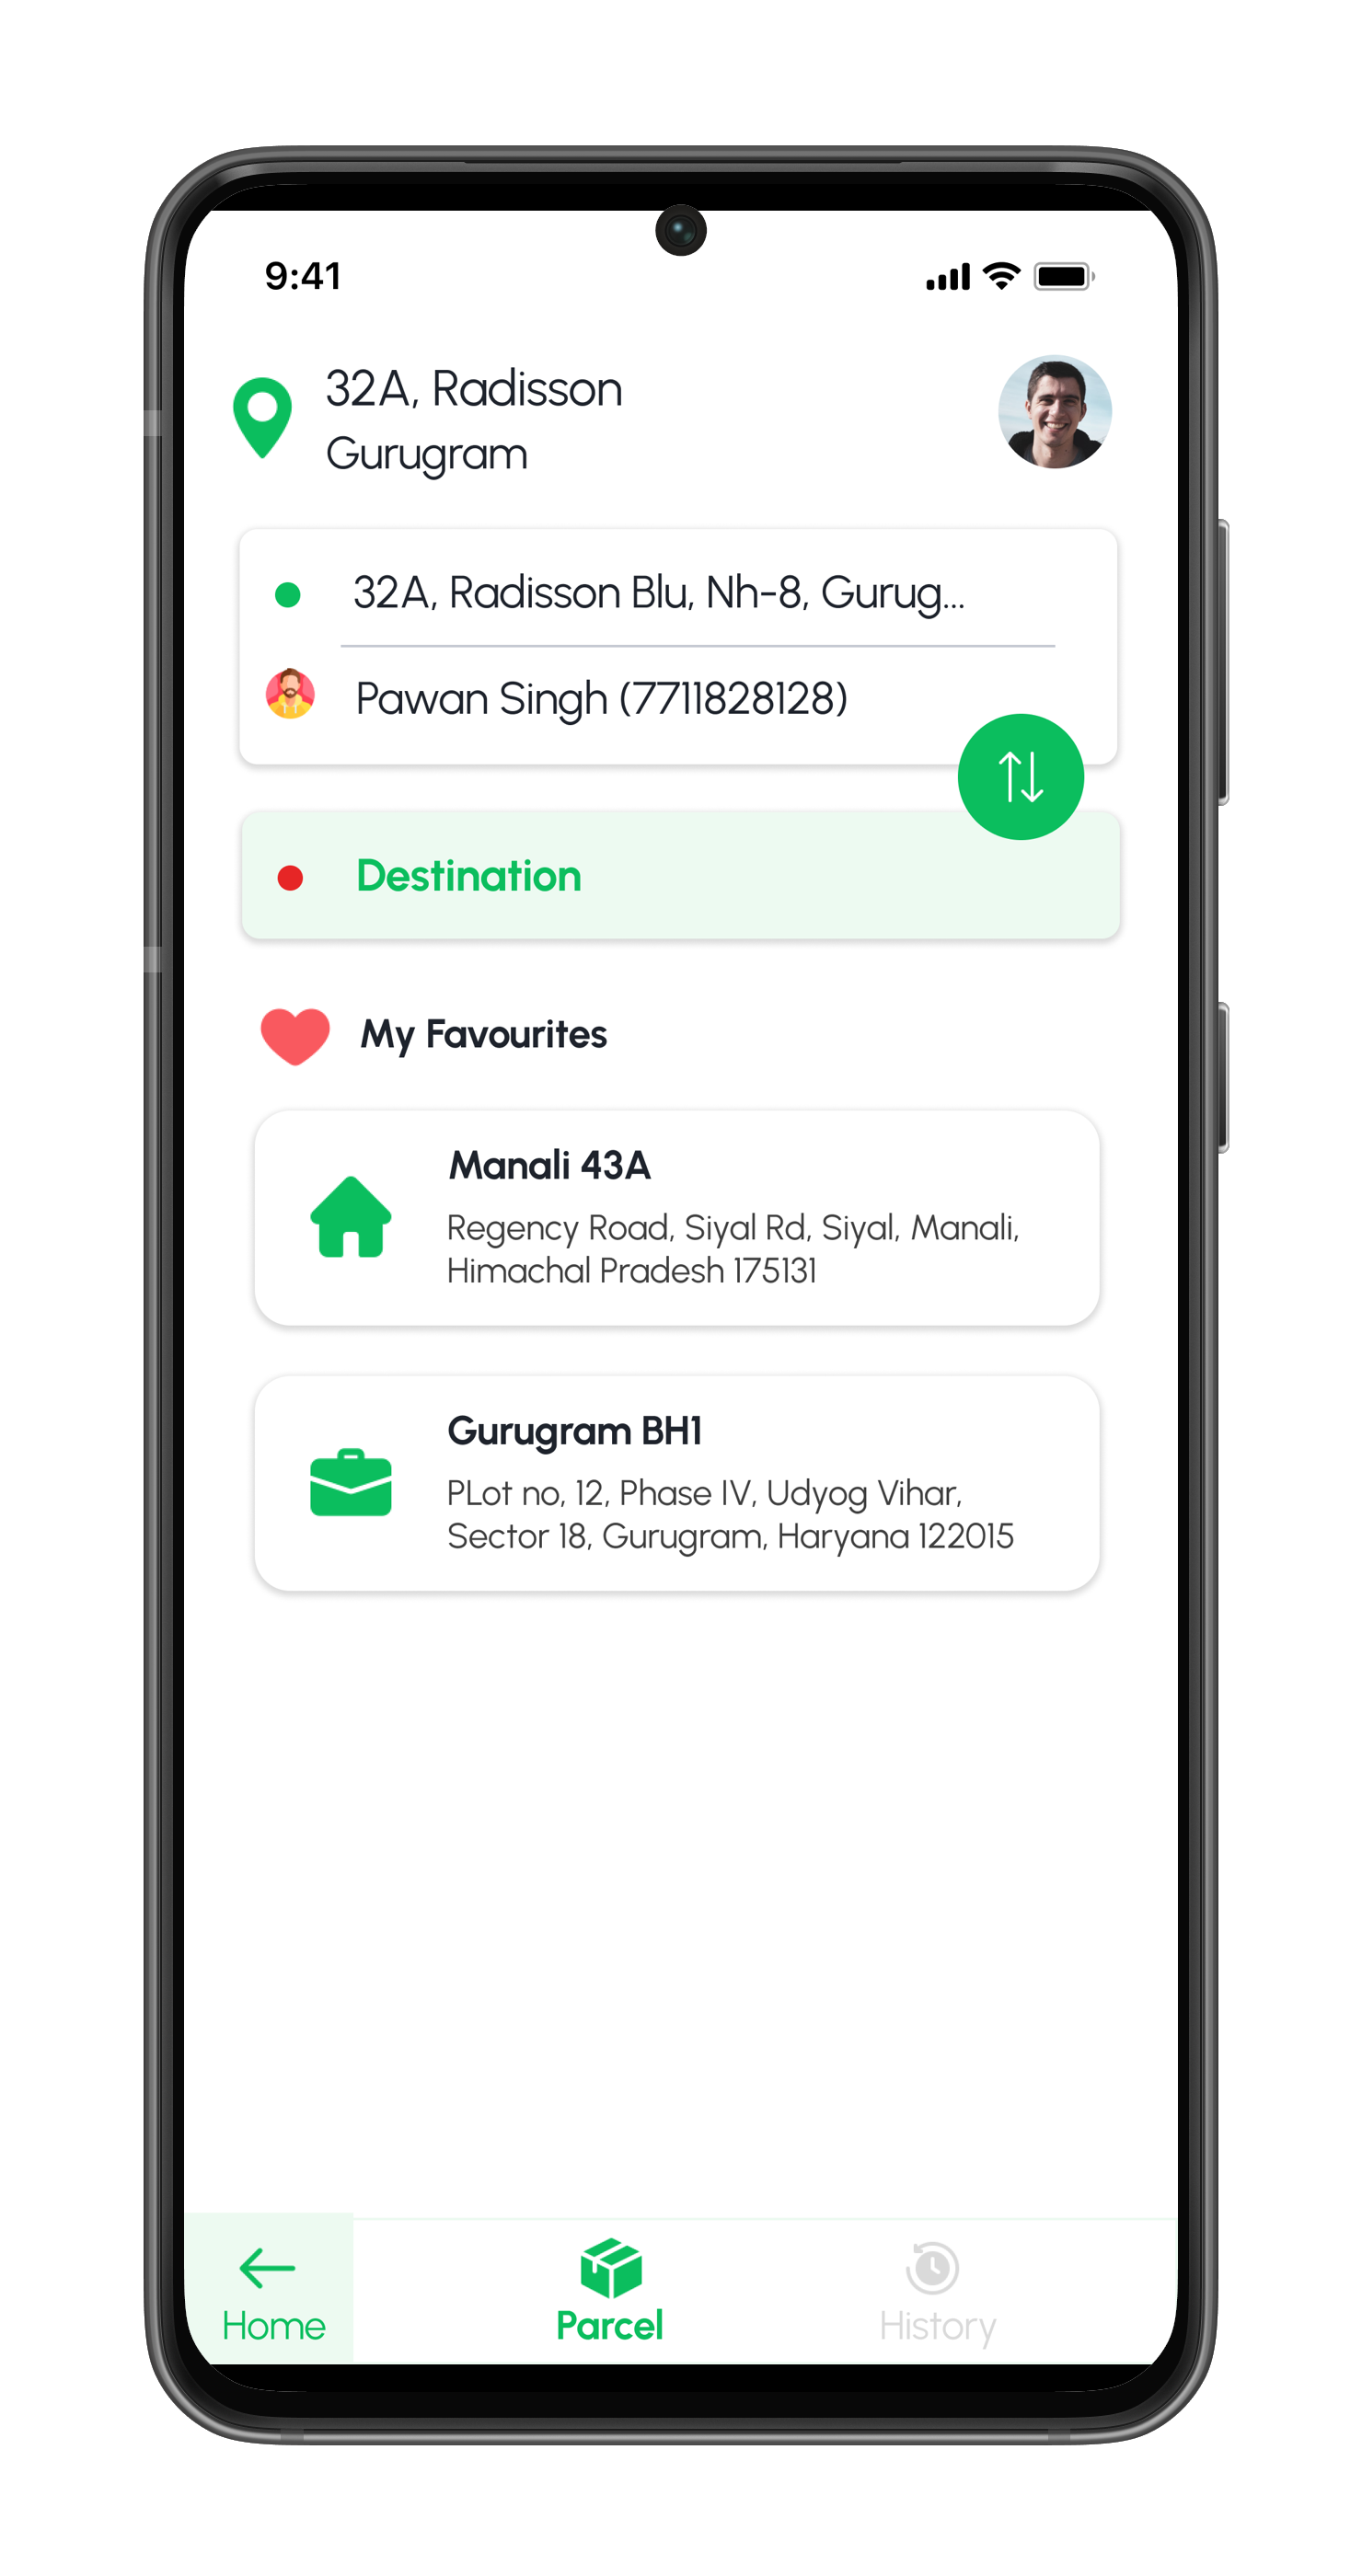 9:41
32A, Radisson
Gurugram
32A, Radisson Blu, Nh-8, Gurug...
Pawan Singh (7711828128)
Destination
My Favourites
Manali 43A
Regency Road, Siyal Rd, Siyal, Manali,
Himachal Pradesh 175131
Gurugram BH1
PLot no, 12, Phase IV, Udyog Vihar,
Sector 18, Gurugram, Haryana 122015
Home
Parcel
History